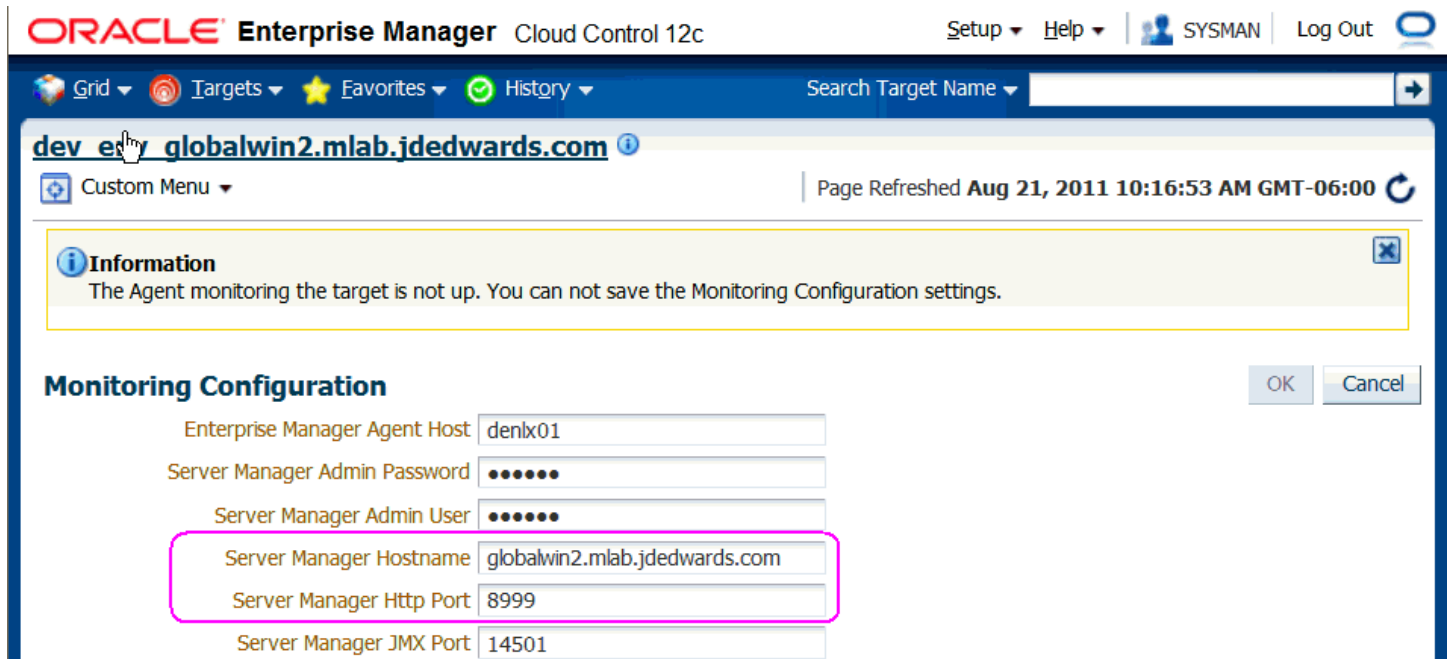 ORACLE Enterprise Manager Cloud Control 12c Setup Help SYSMAN Log Out
Grid Targets Favorites History Search Target Name
globalwin2.mlab.jdedwards.com
Custom Menu Page Refreshed Aug 21, 2011 10:16:53 AM GMT-06:00
Information
The Agent monitoring the target is not up. You can not save the Monitoring Configuration settings.
Monitoring Configuration OK Cancel
Enterprise Manager Agent Host denlx01
Server Manager Admin Password ••••••
Server Manager Admin User ••••••
Server Manager Hostname globalwin2.mlab.jdedwards.com
Server Manager Http Port 8999
Server Manager JMX Port 14501